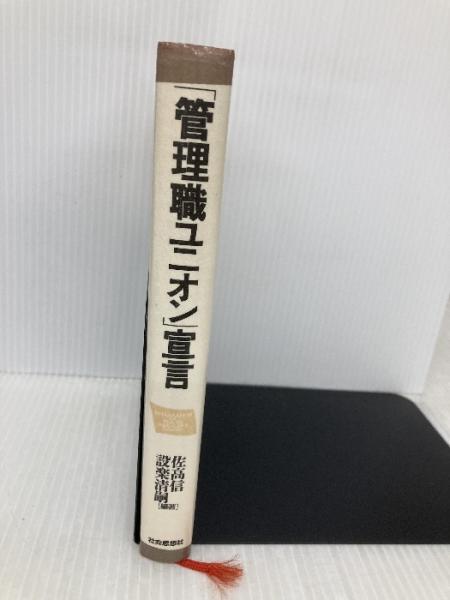 「管理職ユニオン」宣言
佐高信
設楽清嗣[編著]
社会思想社